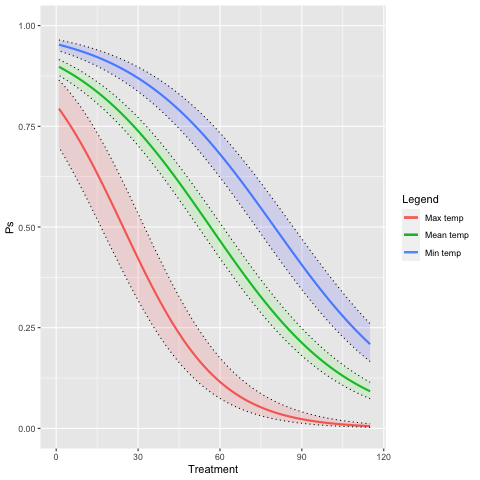 1.00
0.75
0.50
0.25
0.00
Ps
0 30 60 90 120
Treatment
Legend
Max temp
Mean temp
Min temp